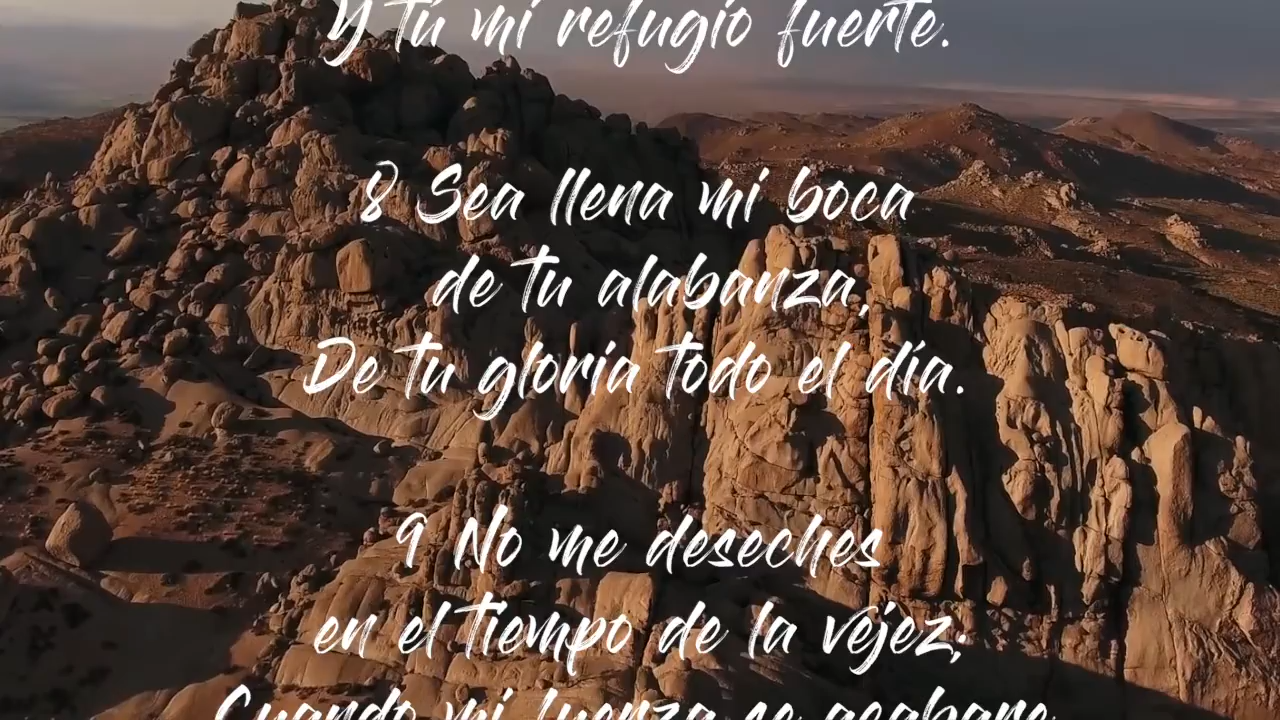 Y tú mi refugio fuerte.
8 Sea llena mi boca
de tu alabanza,
De tu gloria todo el día.
9 No me deseches
en el tiempo de la vejez;
Cuando mi fuerza se acabare